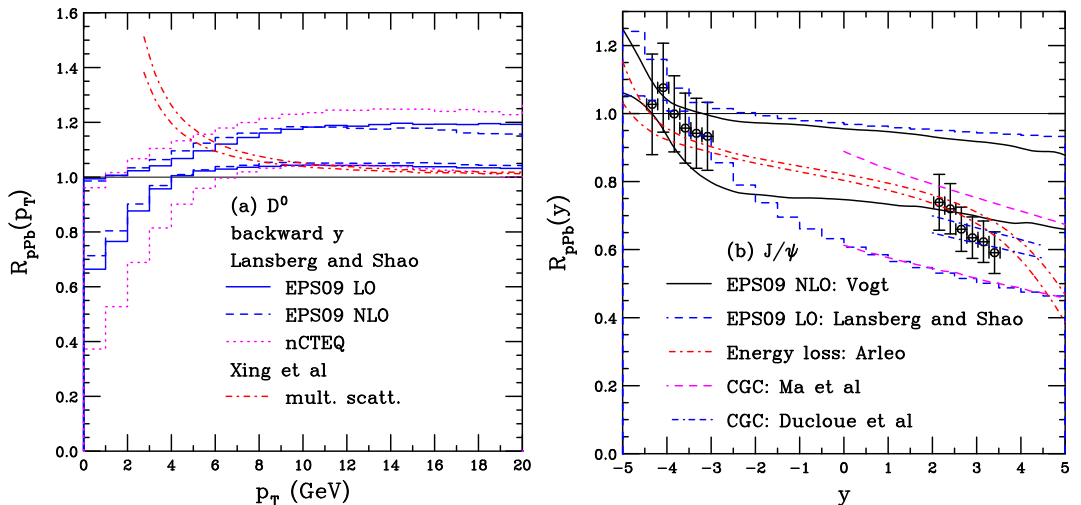 1.6
1.4
1.2
1.0
0.8
0.6
0.4
0.2
0.0
R_pPb(p_T)
(a) D⁰
backward y
Lansberg and Shao
EPS09 LO
EPS09 NLO
nCTEQ
Xing et al
mult. scatt.
0 2 4 6 8 10 12 14 16 18 20
p_T (GeV)
1.2
1.0
0.8
0.6
0.4
0.2
0.0
R_pPb(y)
(b) J/ψ
EPS09 NLO: Vogt
EPS09 LO: Lansberg and Shao
Energy loss: Arleo
CGC: Ma et al
CGC: Ducloue et al
-5 -4 -3 -2 -1 0 1 2 3 4 5
y